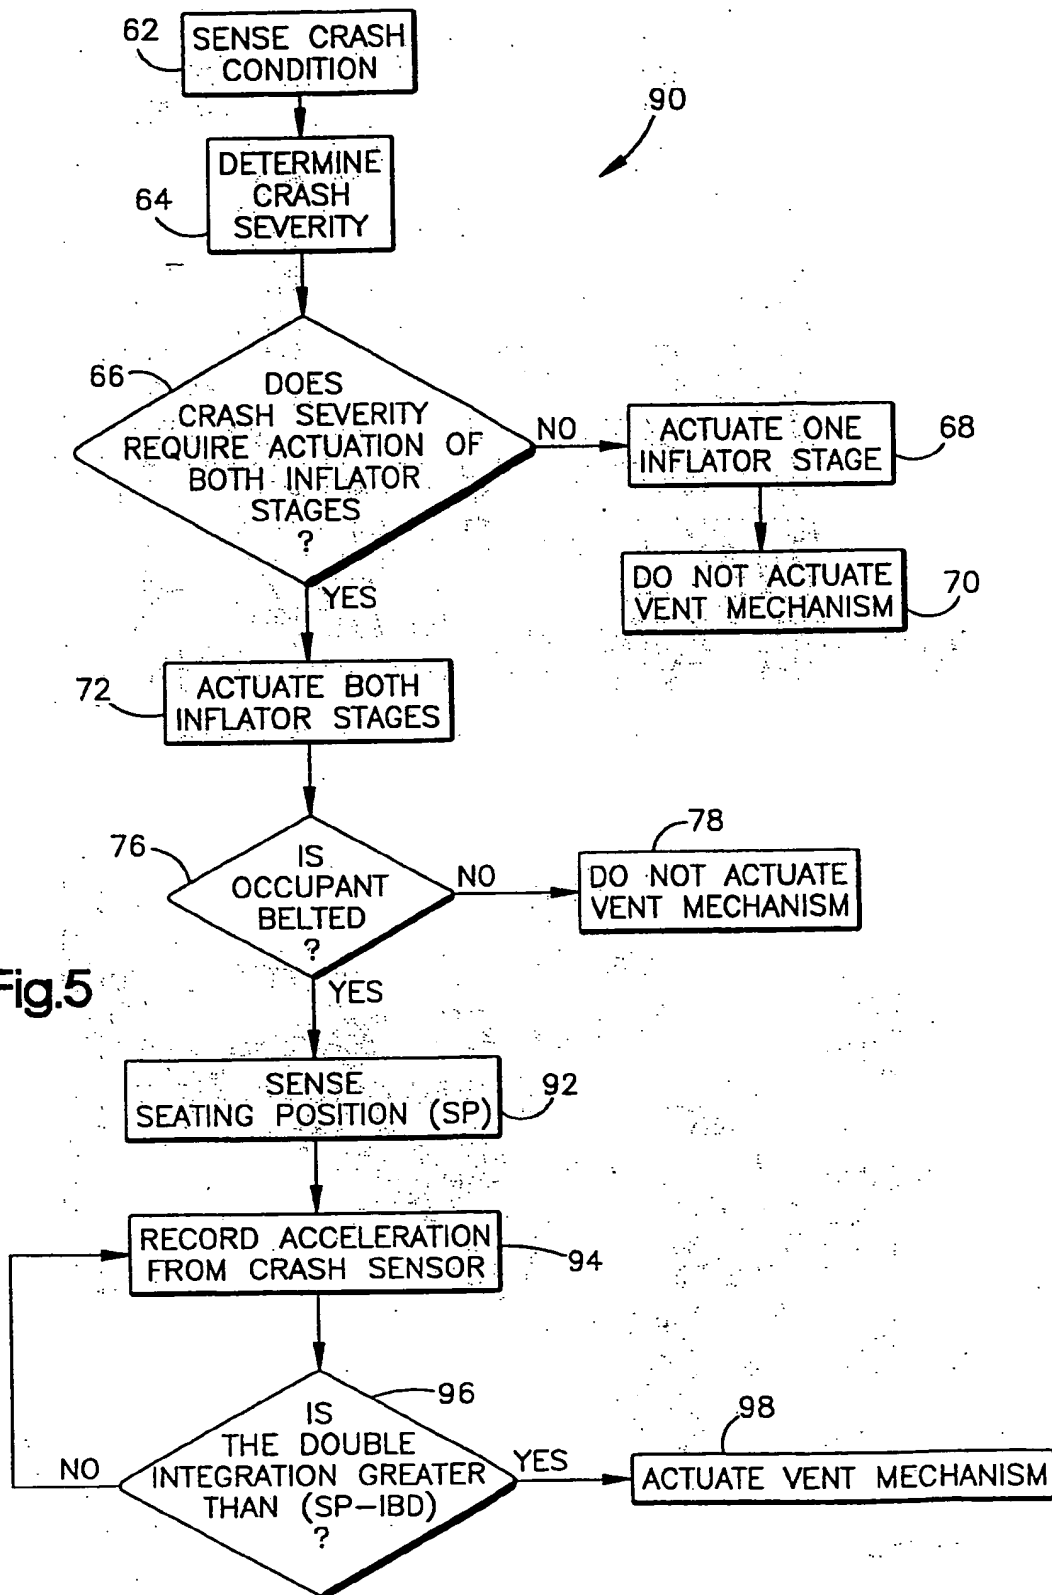 62
SENSE CRASH
CONDITION
90
64
DETERMINE
CRASH
SEVERITY
66
DOES
CRASH SEVERITY
REQUIRE ACTUATION OF
BOTH INFLATOR
STAGES
?
NO
ACTUATE ONE
INFLATOR STAGE
68
YES
DO NOT ACTUATE
VENT MECHANISM
70
72
ACTUATE BOTH
INFLATOR STAGES
76
IS
OCCUPANT
BELTED
?
NO
78
DO NOT ACTUATE
VENT MECHANISM
Fig.5
YES
SENSE
SEATING POSITION (SP)
92
RECORD ACCELERATION
FROM CRASH SENSOR
94
96
IS
THE DOUBLE
INTEGRATION GREATER
THAN (SP-IBD)
?
NO
YES
98
ACTUATE VENT MECHANISM